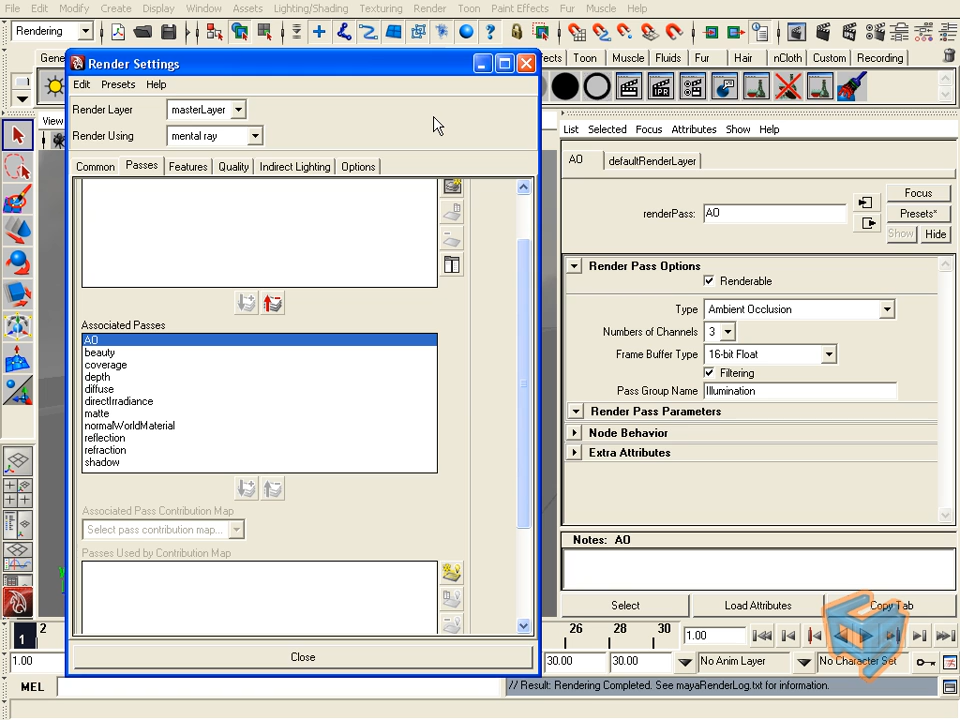 File Edit Modify Create Display Window Assets Lighting/Shading Texturing Render Toon Paint Effects Fur Muscle Help
Rendering
Render Settings
Edit Presets Help
Render Layer masterLayer
Render Using mental ray
Common Passes Features Quality Indirect Lighting Options
Associated Passes
AO
beauty
coverage
depth
diffuse
directIrradiance
matte
normalWorldMaterial
reflection
refraction
shadow
Associated Pass Contribution Map
Select pass contribution map...
Passes Used by Contribution Map
Close
View
Toon Muscle Fluids Fur Hair nCloth Custom Recording
List Selected Focus Attributes Show Help
AO defaultRenderLayer
renderPass: AO
Focus
Presets*
Show Hide
Render Pass Options
Renderable
Type Ambient Occlusion
Numbers of Channels 3
Frame Buffer Type 16-bit Float
Filtering
Pass Group Name Illumination
Render Pass Parameters
Node Behavior
Extra Attributes
Notes: AO
Select Load Attributes Copy Tab
1 2 26 28 30 1.00
1.00 30.00 30.00 No Anim Layer No Character Set
MEL // Result: Rendering Completed. See mayaRenderLog.txt for information.